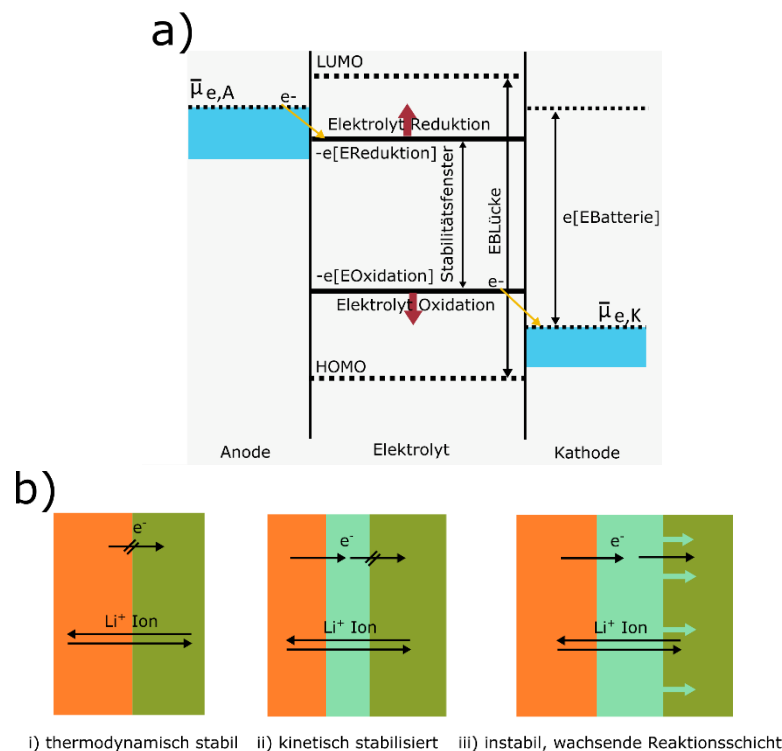 a)
LUMO
μ̄e,A
e-
Elektrolyt Reduktion
-e[EReduktion]
Stabilitätsfenster
EBLücke
e[EBatterie]
-e[EOxidation]
e-
Elektrolyt Oxidation
μ̄e,K
HOMO
Anode
Elektrolyt
Kathode
b)
e-
Li+ Ion
i) thermodynamisch stabil
e-
Li+ Ion
ii) kinetisch stabilisiert
e-
Li+ Ion
iii) instabil, wachsende Reaktionsschicht